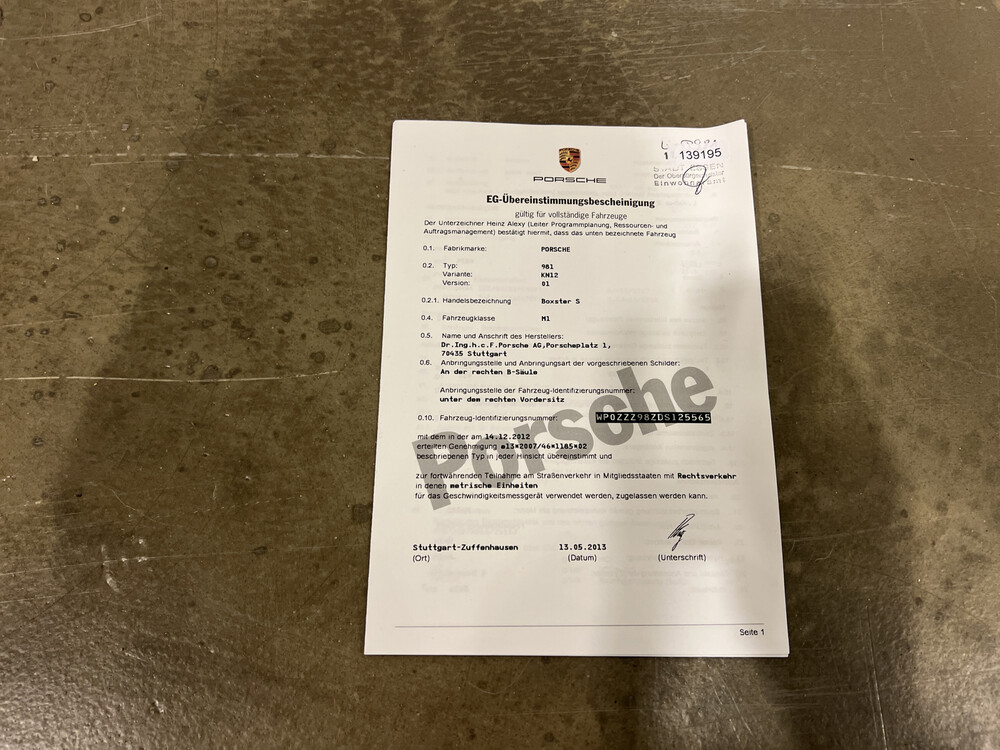 PORSCHE
139195
Der Oberbürgermeister
Einwohneramt
EG-Übereinstimmungsbescheinigung
gültig für vollständige Fahrzeuge
Der Unterzeichner Heinz Alexy (Leiter Programmplanung, Ressourcen- und
Auftragsmanagement) bestätigt hiermit, dass das unten bezeichnete Fahrzeug
0.1. Fabrikmarke: PORSCHE
0.2. Typ: 981
Variante: KN12
Version: 01
0.2.1. Handelsbezeichnung Boxster S
0.4. Fahrzeugklasse M1
0.5. Name und Anschrift des Herstellers:
Dr.Ing.h.c.F.Porsche AG,Porscheplatz 1,
70435 Stuttgart
0.6. Anbringungsstelle und Anbringungsart der vorgeschriebenen Schilder:
An der rechten B-Säule
Anbringungsstelle der Fahrzeug-Identifizierungsnummer:
unter dem rechten Vordersitz
0.10. Fahrzeug-Identifizierungsnummer: WP0ZZZ98ZDS125565
mit dem in der am 14.12.2012
erteilten Genehmigung e13*2007/46*1185*02
beschriebenen Typ in jeder Hinsicht übereinstimmt und
zur fortwährenden Teilnahme am Straßenverkehr in Mitgliedsstaaten mit Rechtsverkehr
in denen metrische Einheiten
für das Geschwindigkeitsmessgerät verwendet werden, zugelassen werden kann.
Porsche
Stuttgart-Zuffenhausen 13.05.2013
(Ort) (Datum) (Unterschrift)
Seite 1